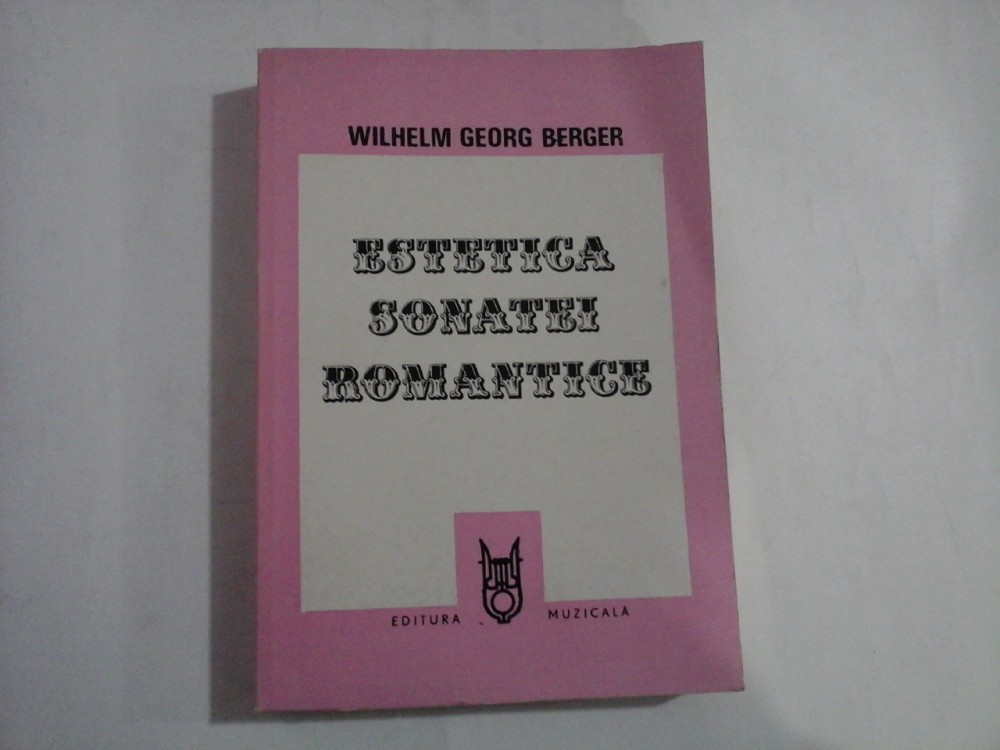 WILHELM GEORG BERGER
ESTETICA
SONATEI
ROMANTICE
EDITURA MUZICALĂ